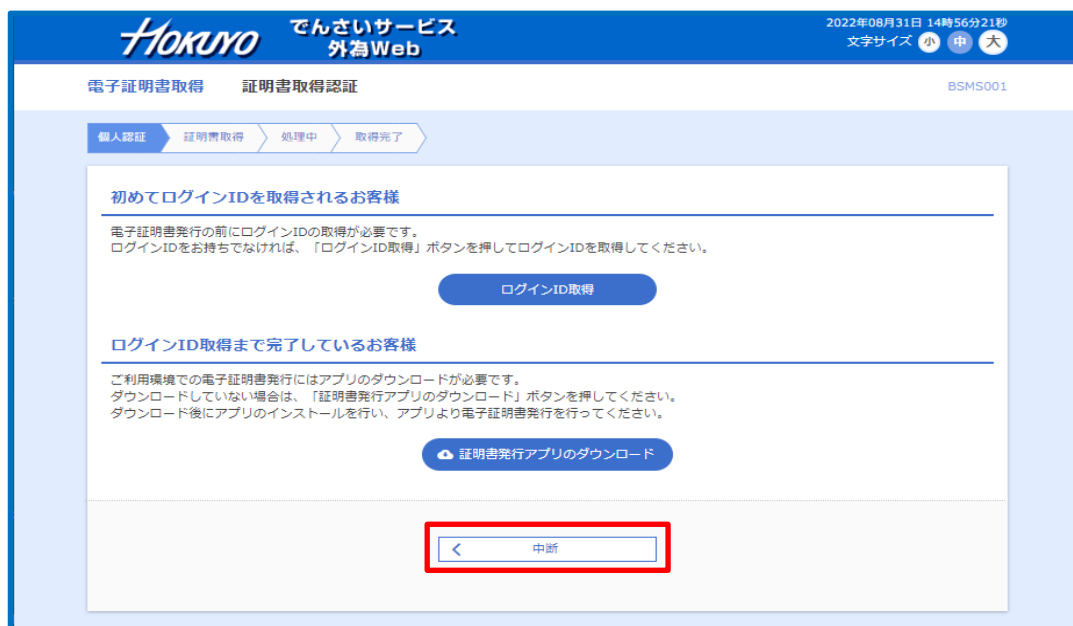 HOKUYO
でんさいサービス
外為Web
2022年08月31日 14時56分21秒
文字サイズ 小 中 大
電子証明書取得 証明書取得認証
BSMS001
個人認証 証明書取得 処理中 取得完了
初めてログインIDを取得されるお客様
電子証明書発行の前にログインIDの取得が必要です。
ログインIDをお持ちでなければ、「ログインID取得」ボタンを押してログインIDを取得してください。
ログインID取得
ログインID取得まで完了しているお客様
ご利用環境での電子証明書発行にはアプリのダウンロードが必要です。
ダウンロードしていない場合は、「証明書発行アプリのダウンロード」ボタンを押してください。
ダウンロード後にアプリのインストールを行い、アプリより電子証明書発行を行ってください。
証明書発行アプリのダウンロード
中断